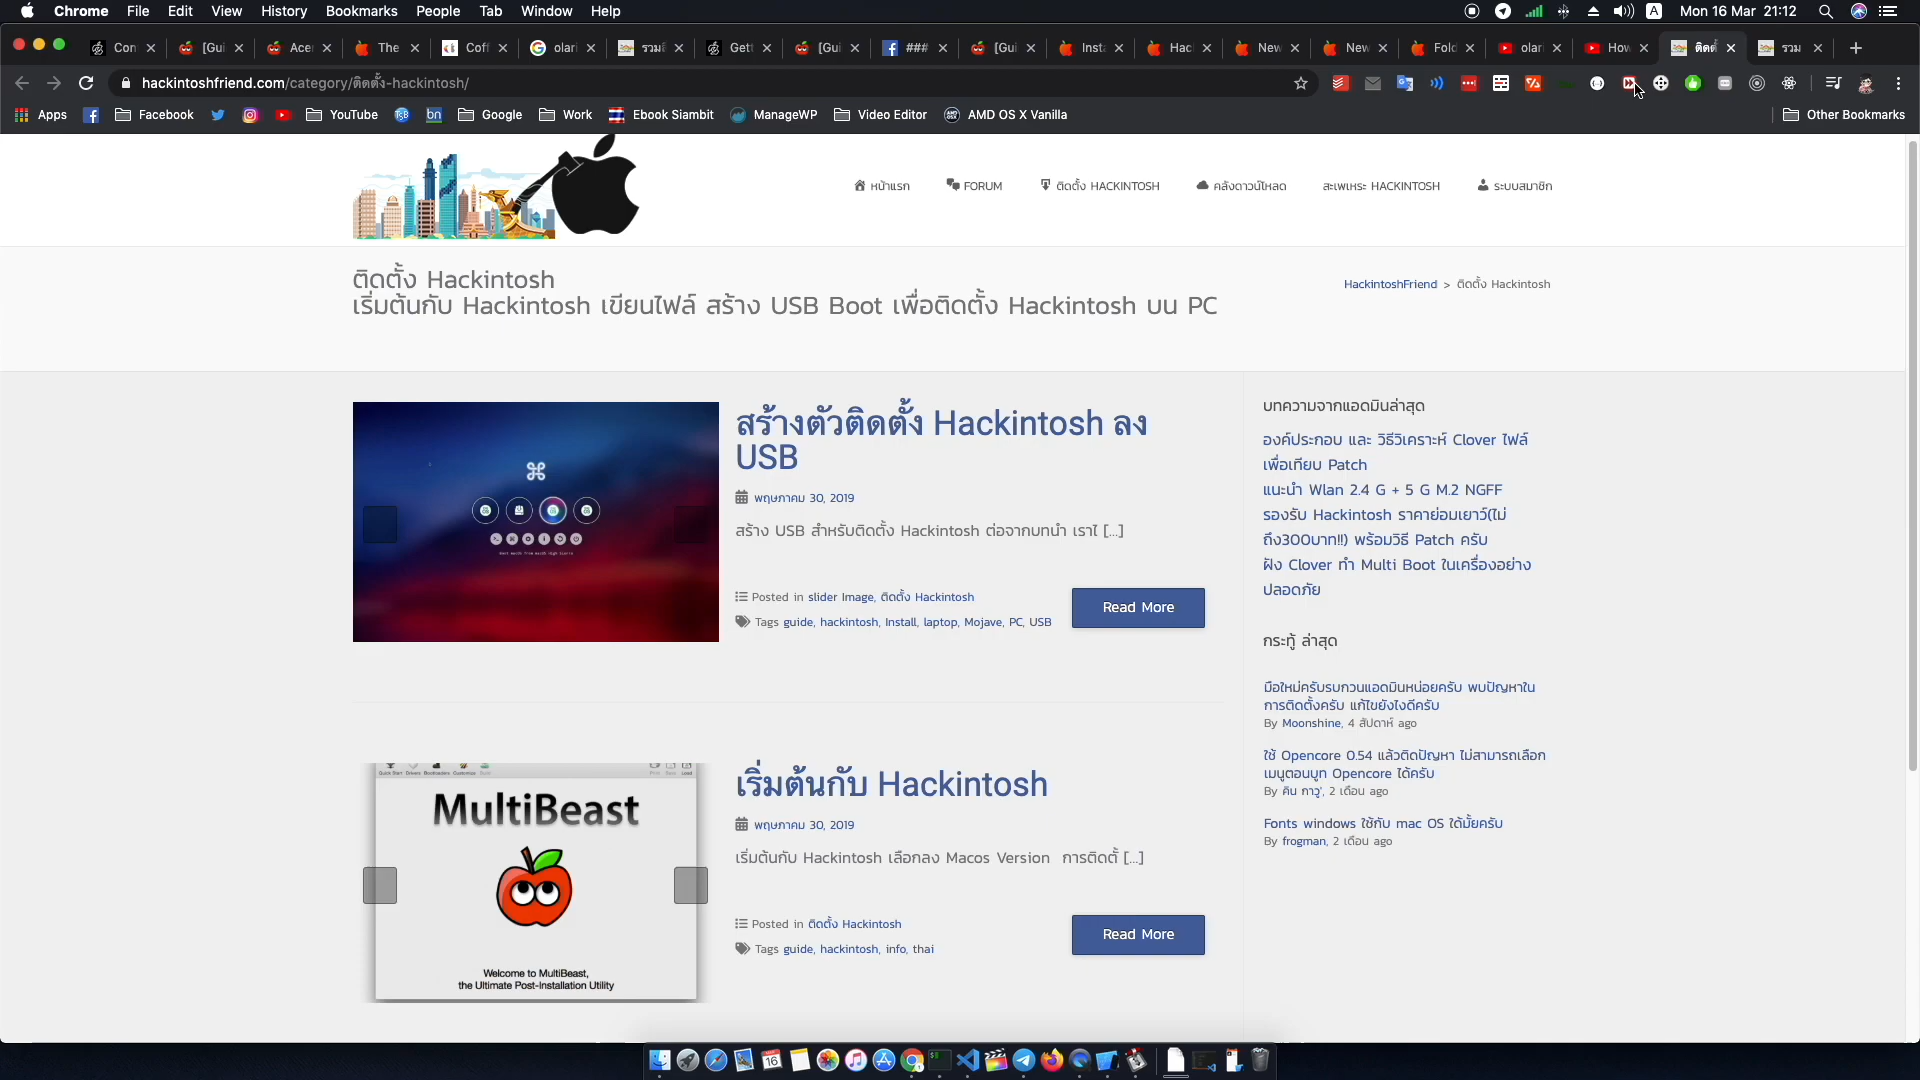 Chrome File Edit View History Bookmarks People Tab Window Help
A Mon 16 Mar 21:12
Con [Gui Ace The Coff olari รวม Gett [Gui ### [Gui Insta Hac New New Fold olari How ติดตั้ รวม
hackintoshfriend.com/category/ติดตั้ง-hackintosh/
Apps Facebook YouTube bn Google Work Ebook Siambit ManageWP Video Editor AMD OS X Vanilla Other Bookmarks
หน้าแรก FORUM ติดตั้ง HACKINTOSH คลังดาวน์โหลด สะเพเหระ HACKINTOSH ระบบสมาชิก
ติดตั้ง Hackintosh
เริ่มต้นกับ Hackintosh เขียนไฟล์ สร้าง USB Boot เพื่อติดตั้ง Hackintosh บน PC
HackintoshFriend > ติดตั้ง Hackintosh
สร้างตัวติดตั้ง Hackintosh ลง
USB
พฤษภาคม 30, 2019
สร้าง USB สำหรับติดตั้ง Hackintosh ต่อจากบทนำ เราไ [...]
Posted in slider Image, ติดตั้ง Hackintosh
Tags guide, hackintosh, Install, laptop, Mojave, PC, USB
Read More
MultiBeast
Welcome to MultiBeast,
the Ultimate Post-Installation Utility
เริ่มต้นกับ Hackintosh
พฤษภาคม 30, 2019
เริ่มต้นกับ Hackintosh เลือกลง Macos Version การติดตั้ [...]
Posted in ติดตั้ง Hackintosh
Tags guide, hackintosh, info, thai
Read More
บทความจากแอดมินล่าสุด
องค์ประกอบ และ วิธีวิเคราะห์ Clover ไฟล์
เพื่อเทียบ Patch
แนะนำ Wlan 2.4 G + 5 G M.2 NGFF
รองรับ Hackintosh ราคาย่อมเยาว์(ไม่
ถึง300บาท!!) พร้อมวิธี Patch ครับ
ฝัง Clover ทำ Multi Boot ในเครื่องอย่าง
ปลอดภัย
กระทู้ ล่าสุด
มือใหม่ครับรบกวนแอดมินหน่อยครับ พบปัญหาใน
การติดตั้งครับ แก้ไขยังไงดีครับ
By Moonshine, 4 สัปดาห์ ago
ใช้ Opencore 0.54 แล้วติดปัญหา ไม่สามารถเลือก
เมนูตอนบูท Opencore ได้ครับ
By คิน กาวู', 2 เดือน ago
Fonts windows ใช้กับ mac OS ได้มั้ยครับ
By frogman, 2 เดือน ago